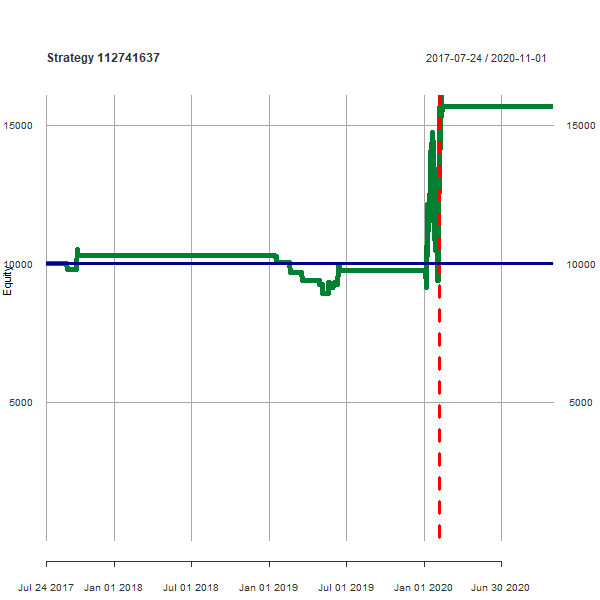 Strategy 112741637
2017-07-24 / 2020-11-01
15000
15000
10000
10000
Equity
5000
5000
Jul 24 2017
Jan 01 2018
Jul 01 2018
Jan 01 2019
Jul 01 2019
Jan 01 2020
Jun 30 2020